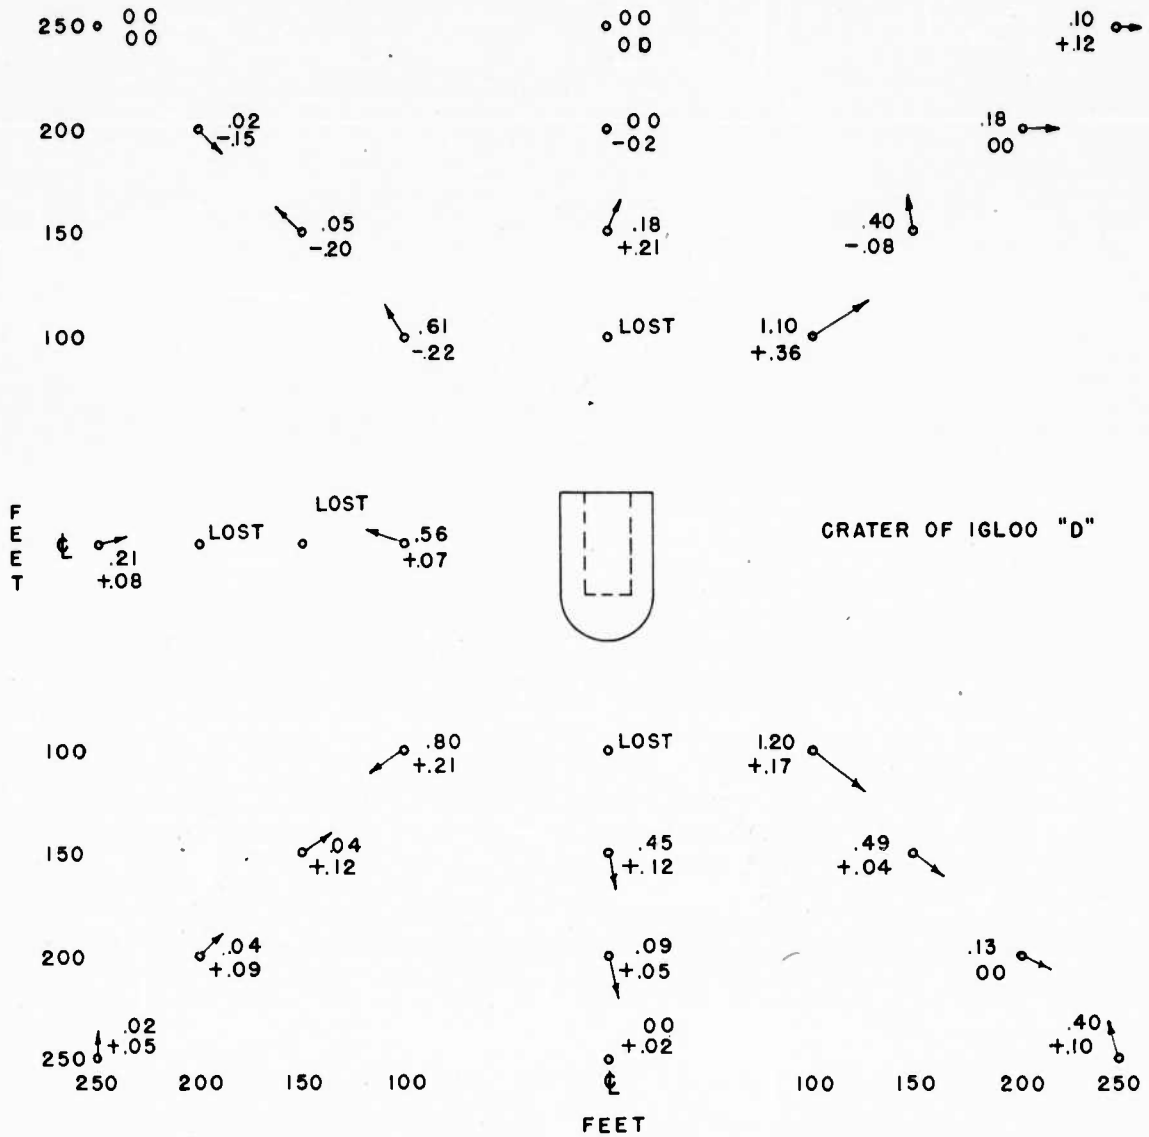 250 00 00 .10
00 0D +.12
200 .02 00 .18
-.15 -02 00
150 .05 .18 .40
-.20 +.21 -.08
100 .61 LOST 1.10
-.22 +.36
LOST
FEET ℄ LOST .56 CRATER OF IGLOO "D"
.21 +.07
+.08
100 .80 LOST 1.20
+.21 +.17
150 .04 .45 .49
+.12 +.12 +.04
200 .04 .09 .13
+.09 +.05 00
.02 00 .40
+.05 +.02 +.10
250
250 200 150 100 ℄ 100 150 200 250
FEET